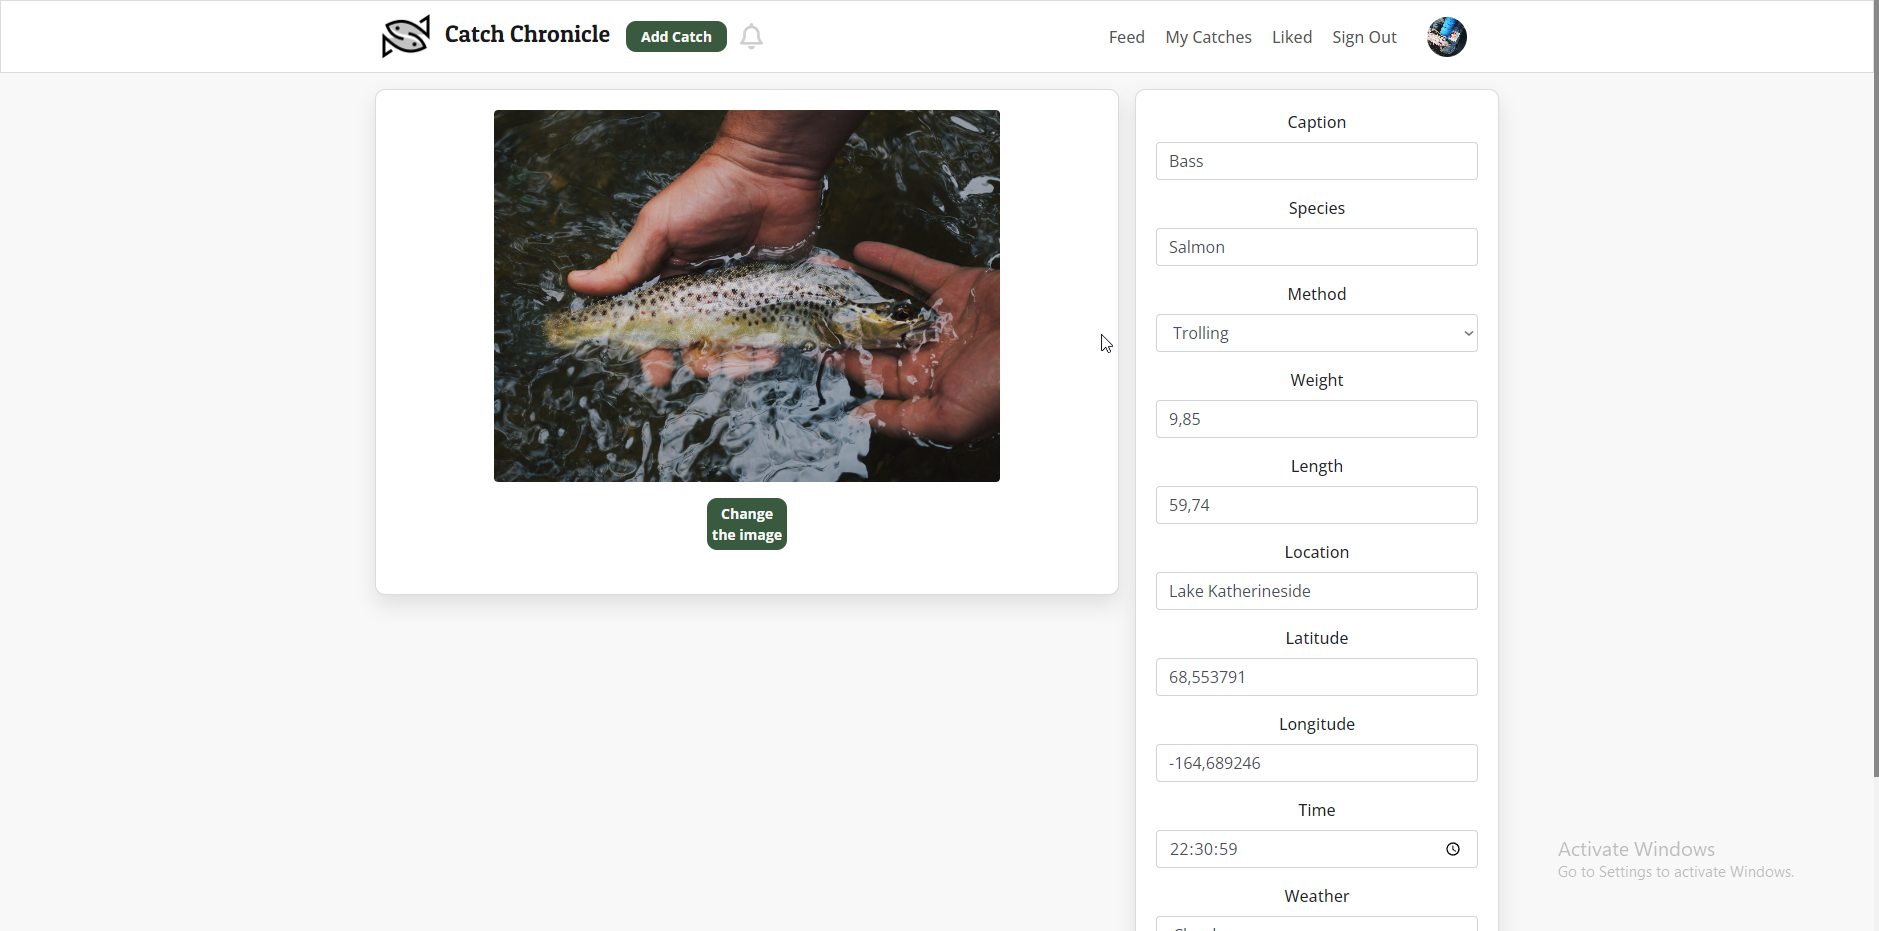 Catch Chronicle
Add Catch
Feed
My Catches
Liked
Sign Out
Change
the image
Caption
Bass
Species
Salmon
Method
Trolling
Weight
9,85
Length
59,74
Location
Lake Katherineside
Latitude
68,553791
Longitude
-164,689246
Time
22:30:59
Weather
Activate Windows
Go to Settings to activate Windows.